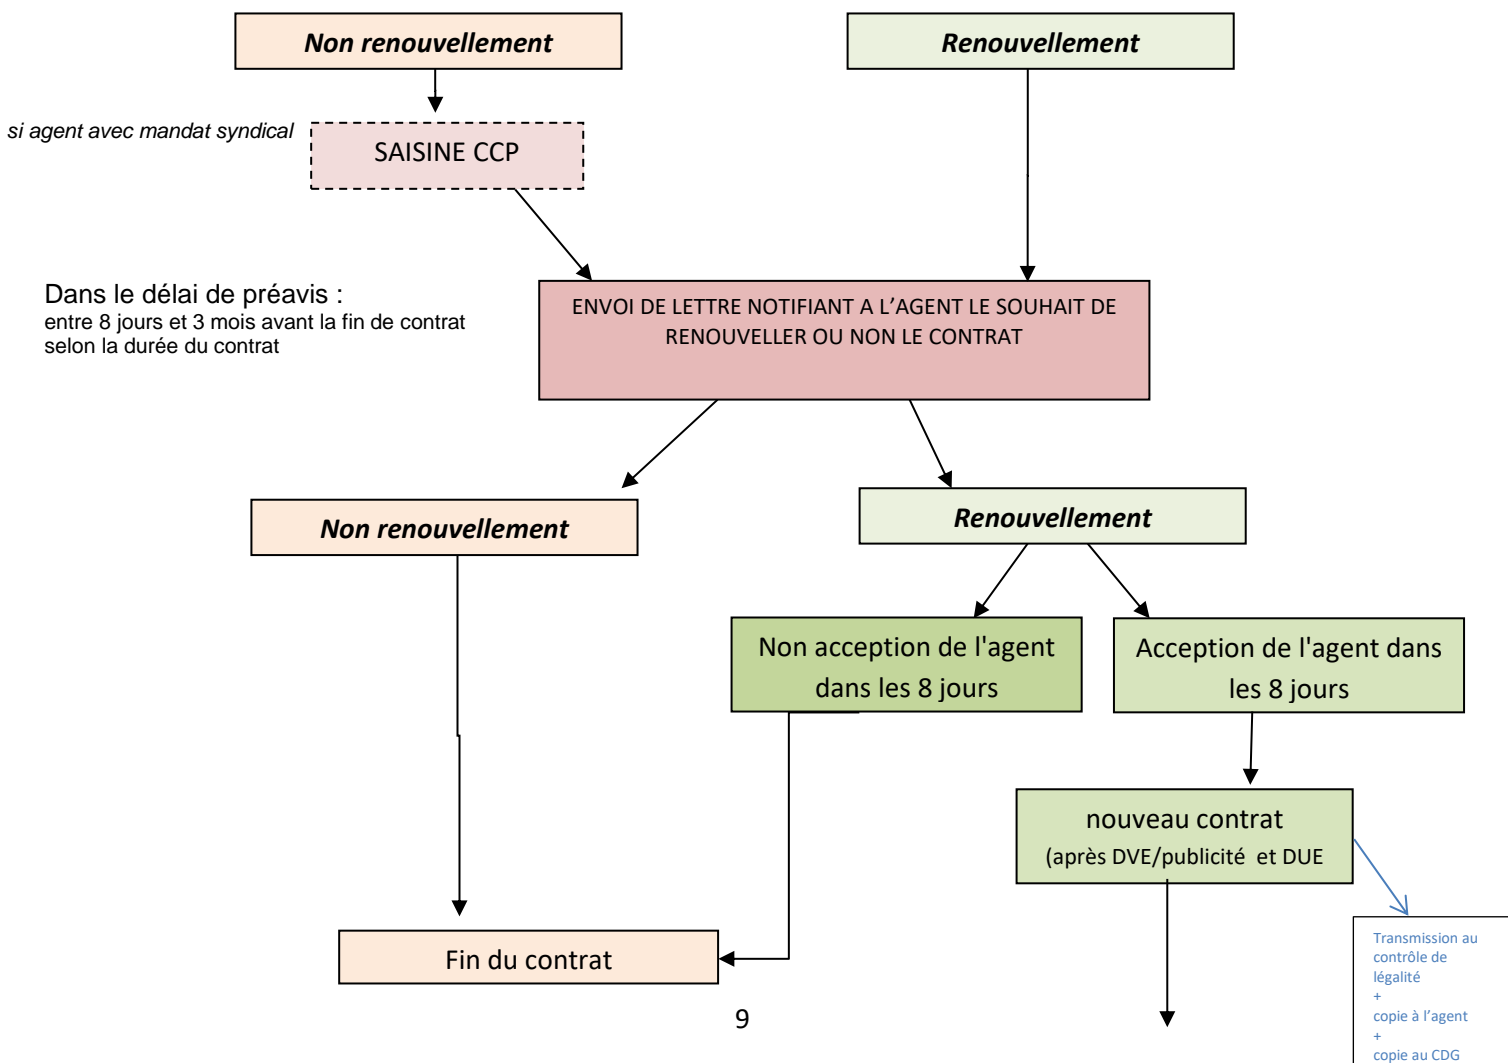 Non renouvellement
Renouvellement
si agent avec mandat syndical
SAISINE CCP
Dans le délai de préavis :
entre 8 jours et 3 mois avant la fin de contrat
selon la durée du contrat
ENVOI DE LETTRE NOTIFIANT A L’AGENT LE SOUHAIT DE
RENOUVELLER OU NON LE CONTRAT
Non renouvellement
Renouvellement
Non acception de l'agent
dans les 8 jours
Acception de l'agent dans
les 8 jours
nouveau contrat
(après DVE/publicité et DUE
Fin du contrat
Transmission au
contrôle de
légalité
+
copie à l’agent
+
copie au CDG
9